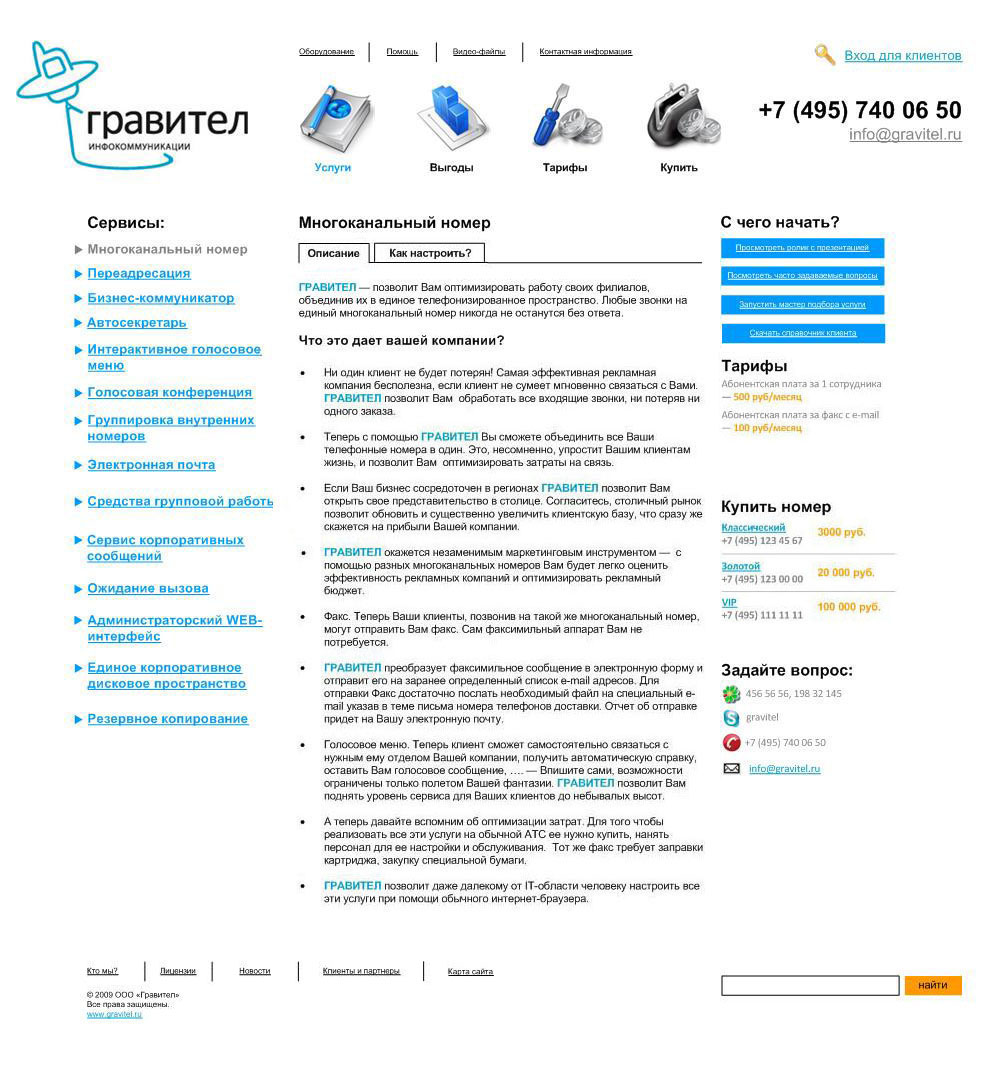 Оборудование
Помощь
Видео-файлы
Контактная информация
Вход для клиентов
гравител
ИНФОКОММУНИКАЦИИ
+7 (495) 740 06 50
info@gravitel.ru
Услуги
Выгоды
Тарифы
Купить
Сервисы:
Многоканальный номер
Переадресация
Бизнес-коммуникатор
Автосекретарь
Интерактивное голосовое
меню
Голосовая конференция
Группировка внутренних
номеров
Электронная почта
Средства групповой работь
Сервис корпоративных
сообщений
Ожидание вызова
Администраторский WEB-
интерфейс
Единое корпоративное
дисковое пространство
Резервное копирование
Многоканальный номер
Описание
Как настроить?
ГРАВИТЕЛ — позволит Вам оптимизировать работу своих филиалов,
объединив их в единое телефонизированное пространство. Любые звонки на
единый многоканальный номер никогда не останутся без ответа.
Что это дает вашей компании?
• Ни один клиент не будет потерян! Самая эффективная рекламная
компания бесполезна, если клиент не сумеет мгновенно связаться с Вами.
ГРАВИТЕЛ позволит Вам обработать все входящие звонки, ни потеряв ни
одного заказа.
• Теперь с помощью ГРАВИТЕЛ Вы сможете объединить все Ваши
телефонные номера в один. Это, несомненно, упростит Вашим клиентам
жизнь, и позволит Вам оптимизировать затраты на связь.
• Если Ваш бизнес сосредоточен в регионах ГРАВИТЕЛ позволит Вам
открыть свое представительство в столице. Согласитесь, столичный рынок
позволит обновить и существенно увеличить клиентскую базу, что сразу же
скажется на прибыли Вашей компании.
• ГРАВИТЕЛ окажется незаменимым маркетинговым инструментом — с
помощью разных многоканальных номеров Вам будет легко оценить
эффективность рекламных компаний и оптимизировать рекламный
бюджет.
• Факс. Теперь Ваши клиенты, позвонив на такой же многоканальный номер,
могут отправить Вам факс. Сам факсимильный аппарат Вам не
потребуется.
• ГРАВИТЕЛ преобразует факсимильное сообщение в электронную форму и
отправит его на заранее определенный список e-mail адресов. Для
отправки Факс достаточно послать необходимый файл на специальный e-
mail указав в теме письма номера телефонов доставки. Отчет об отправке
придет на Вашу электронную почту.
• Голосовое меню. Теперь клиент сможет самостоятельно связаться с
нужным ему отделом Вашей компании, получить автоматическую справку,
оставить Вам голосовое сообщение, …. — Впишите сами, возможности
ограничены только полетом Вашей фантазии. ГРАВИТЕЛ позволит Вам
поднять уровень сервиса для Ваших клиентов до небывалых высот.
• А теперь давайте вспомним об оптимизации затрат. Для того чтобы
реализовать все эти услуги на обычной АТС ее нужно купить, нанять
персонал для ее настройки и обслуживания. Тот же факс требует заправки
картриджа, закупку специальной бумаги.
• ГРАВИТЕЛ позволит даже далекому от IT-области человеку настроить все
эти услуги при помощи обычного интернет-браузера.
С чего начать?
Просмотреть ролик с презентацией
Посмотреть часто задаваемые вопросы
Запустить мастер подбора услуги
Скачать справочник клиента
Тарифы
Абонентская плата за 1 сотрудника
— 500 руб/месяц
Абонентская плата за факс с e-mail
— 100 руб/месяц
Купить номер
Классический
3000 руб.
+7 (495) 123 45 67
Золотой
20 000 руб.
+7 (495) 123 00 00
VIP
100 000 руб.
+7 (495) 111 11 11
Задайте вопрос:
456 56 56, 198 32 145
gravitel
+7 (495) 740 06 50
info@gravitel.ru
Кто мы?
Лицензии
Новости
Клиенты и партнеры
Карта сайта
© 2009 ООО «Гравител»
Все права защищены.
www.gravitel.ru
найти